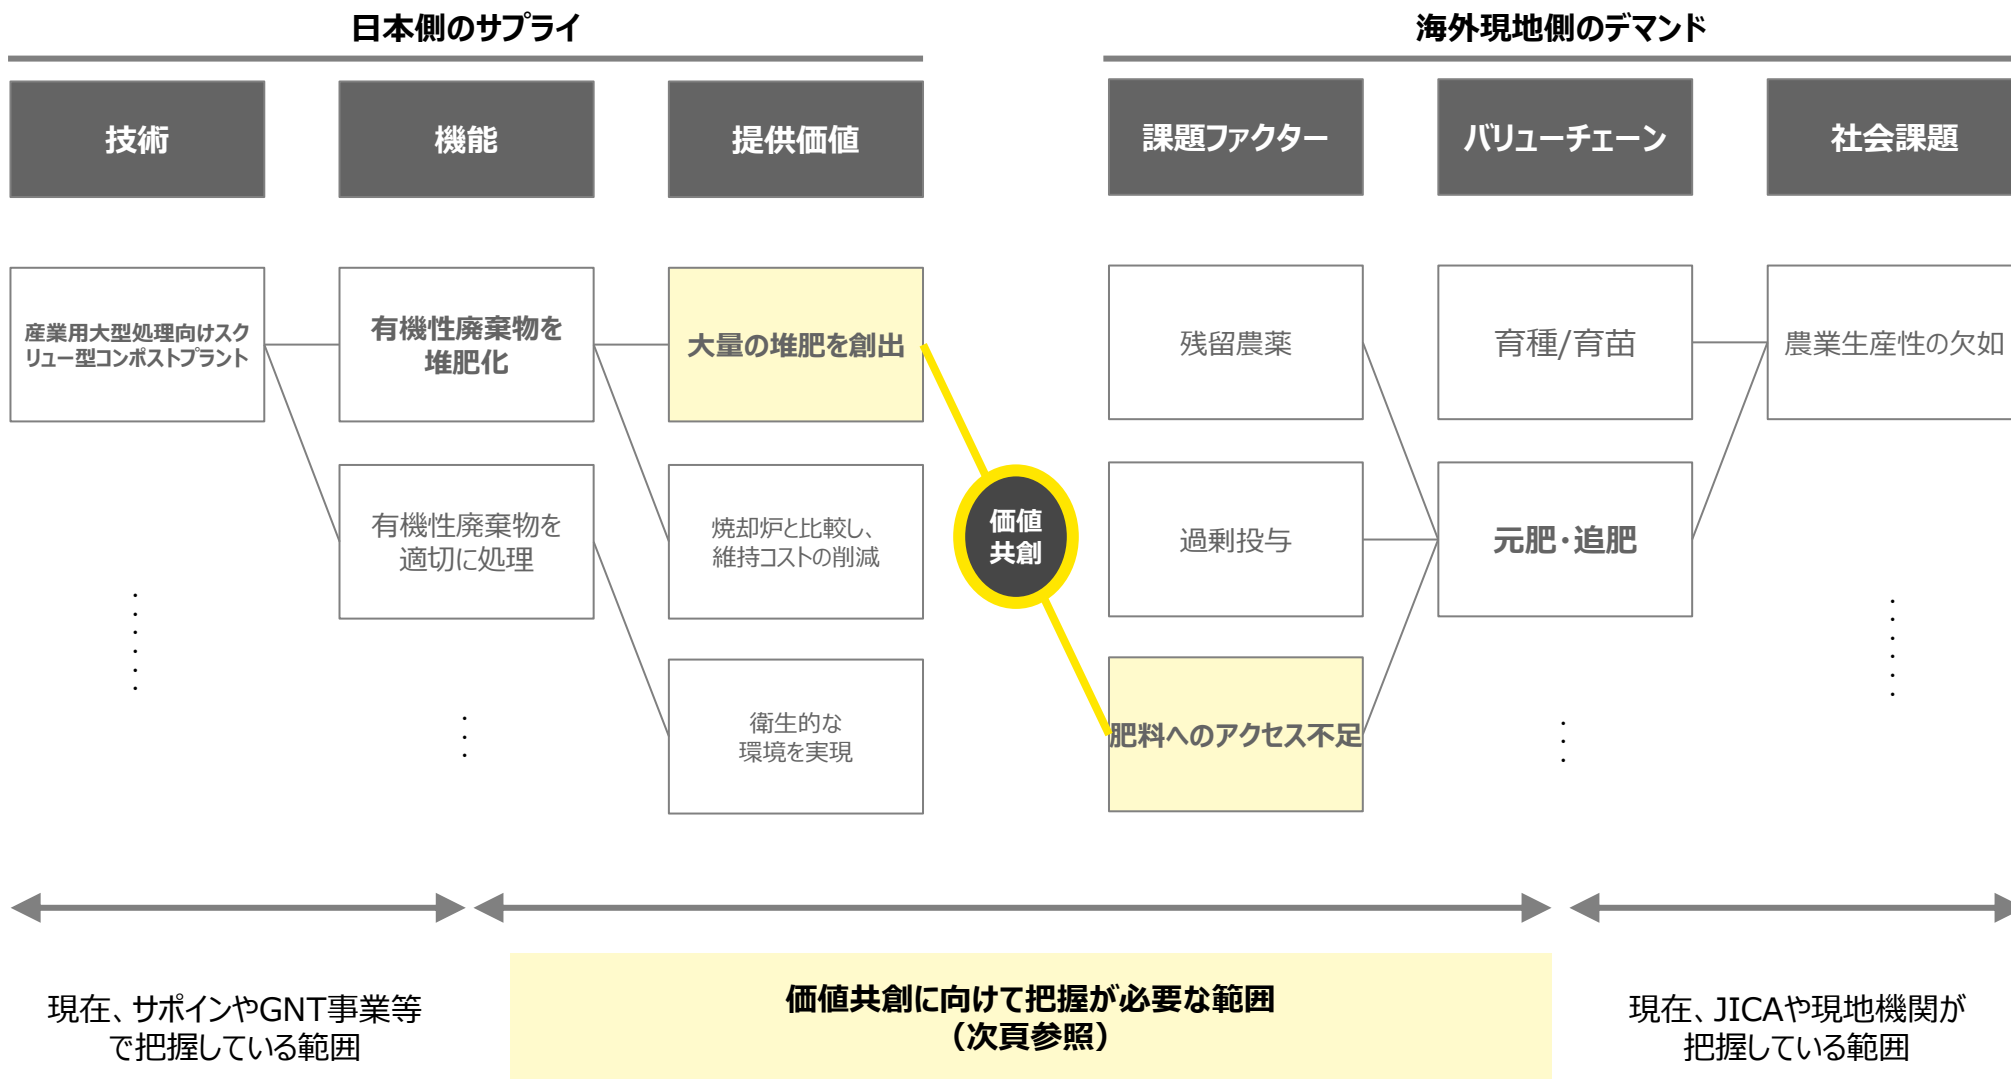 日本側のサプライ
海外現地側のデマンド
技術
機能
提供価値
課題ファクター
バリューチェーン
社会課題
産業用大型処理向けスク
リュー型コンポストプラント
有機性廃棄物を
堆肥化
大量の堆肥を創出
残留農薬
育種/育苗
農業生産性の欠如
有機性廃棄物を
適切に処理
焼却炉と比較し、
維持コストの削減
価値
共創
過剰投与
元肥・追肥
衛生的な
環境を実現
肥料へのアクセス不足
現在、サポインやGNT事業等
で把握している範囲
価値共創に向けて把握が必要な範囲
（次頁参照）
現在、JICAや現地機関が
把握している範囲